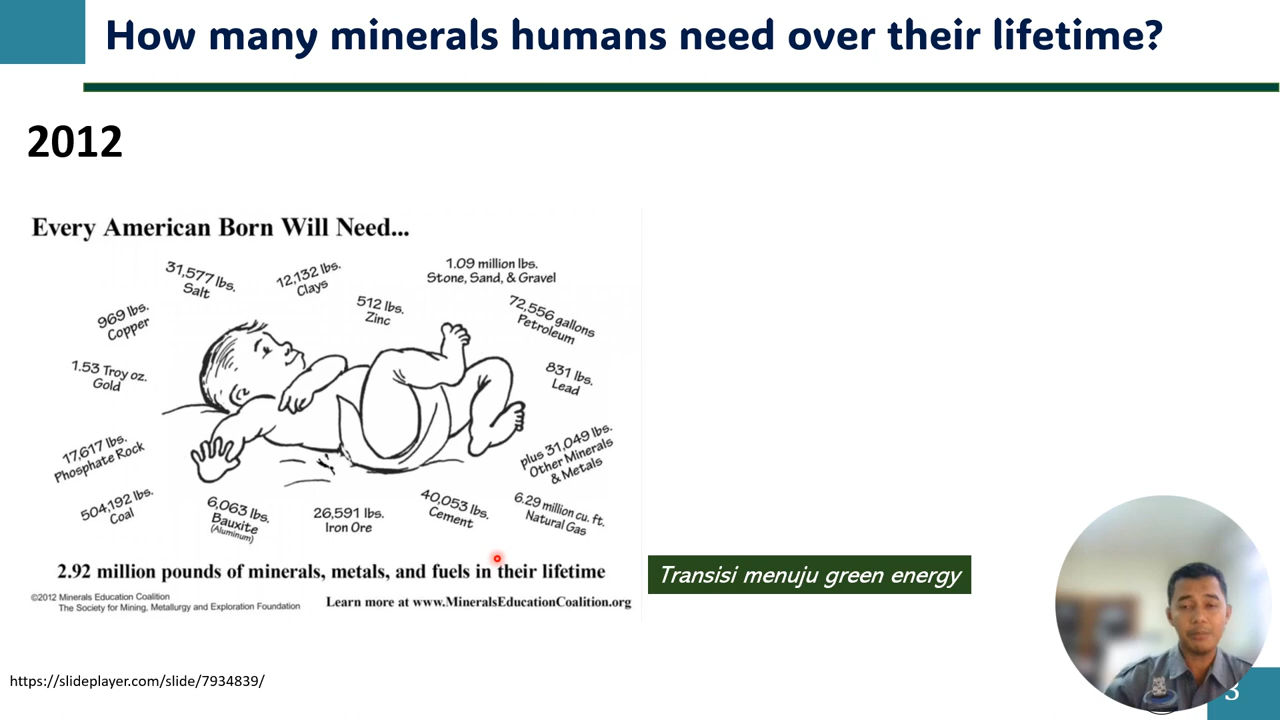 How many minerals humans need over their lifetime?
2012
Every American Born Will Need...
31,577 lbs.
Salt
12,132 lbs.
Clays
1.09 million lbs.
Stone, Sand, & Gravel
969 lbs.
Copper
512 lbs.
Zinc
72,556 gallons
Petroleum
1.53 Troy oz.
Gold
831 lbs.
Lead
17,617 lbs.
Phosphate Rock
plus 31,049 lbs.
Other Minerals
& Metals
504,192 lbs.
Coal
6,063 lbs.
Bauxite
(Aluminum)
26,591 lbs.
Iron Ore
40,053 lbs.
Cement
6.29 million cu. ft.
Natural Gas
2.92 million pounds of minerals, metals, and fuels in their lifetime
©2012 Minerals Education Coalition
The Society for Mining, Metallurgy and Exploration Foundation
Learn more at www.MineralsEducationCoalition.org
Transisi menuju green energy
https://slideplayer.com/slide/7934839/
3